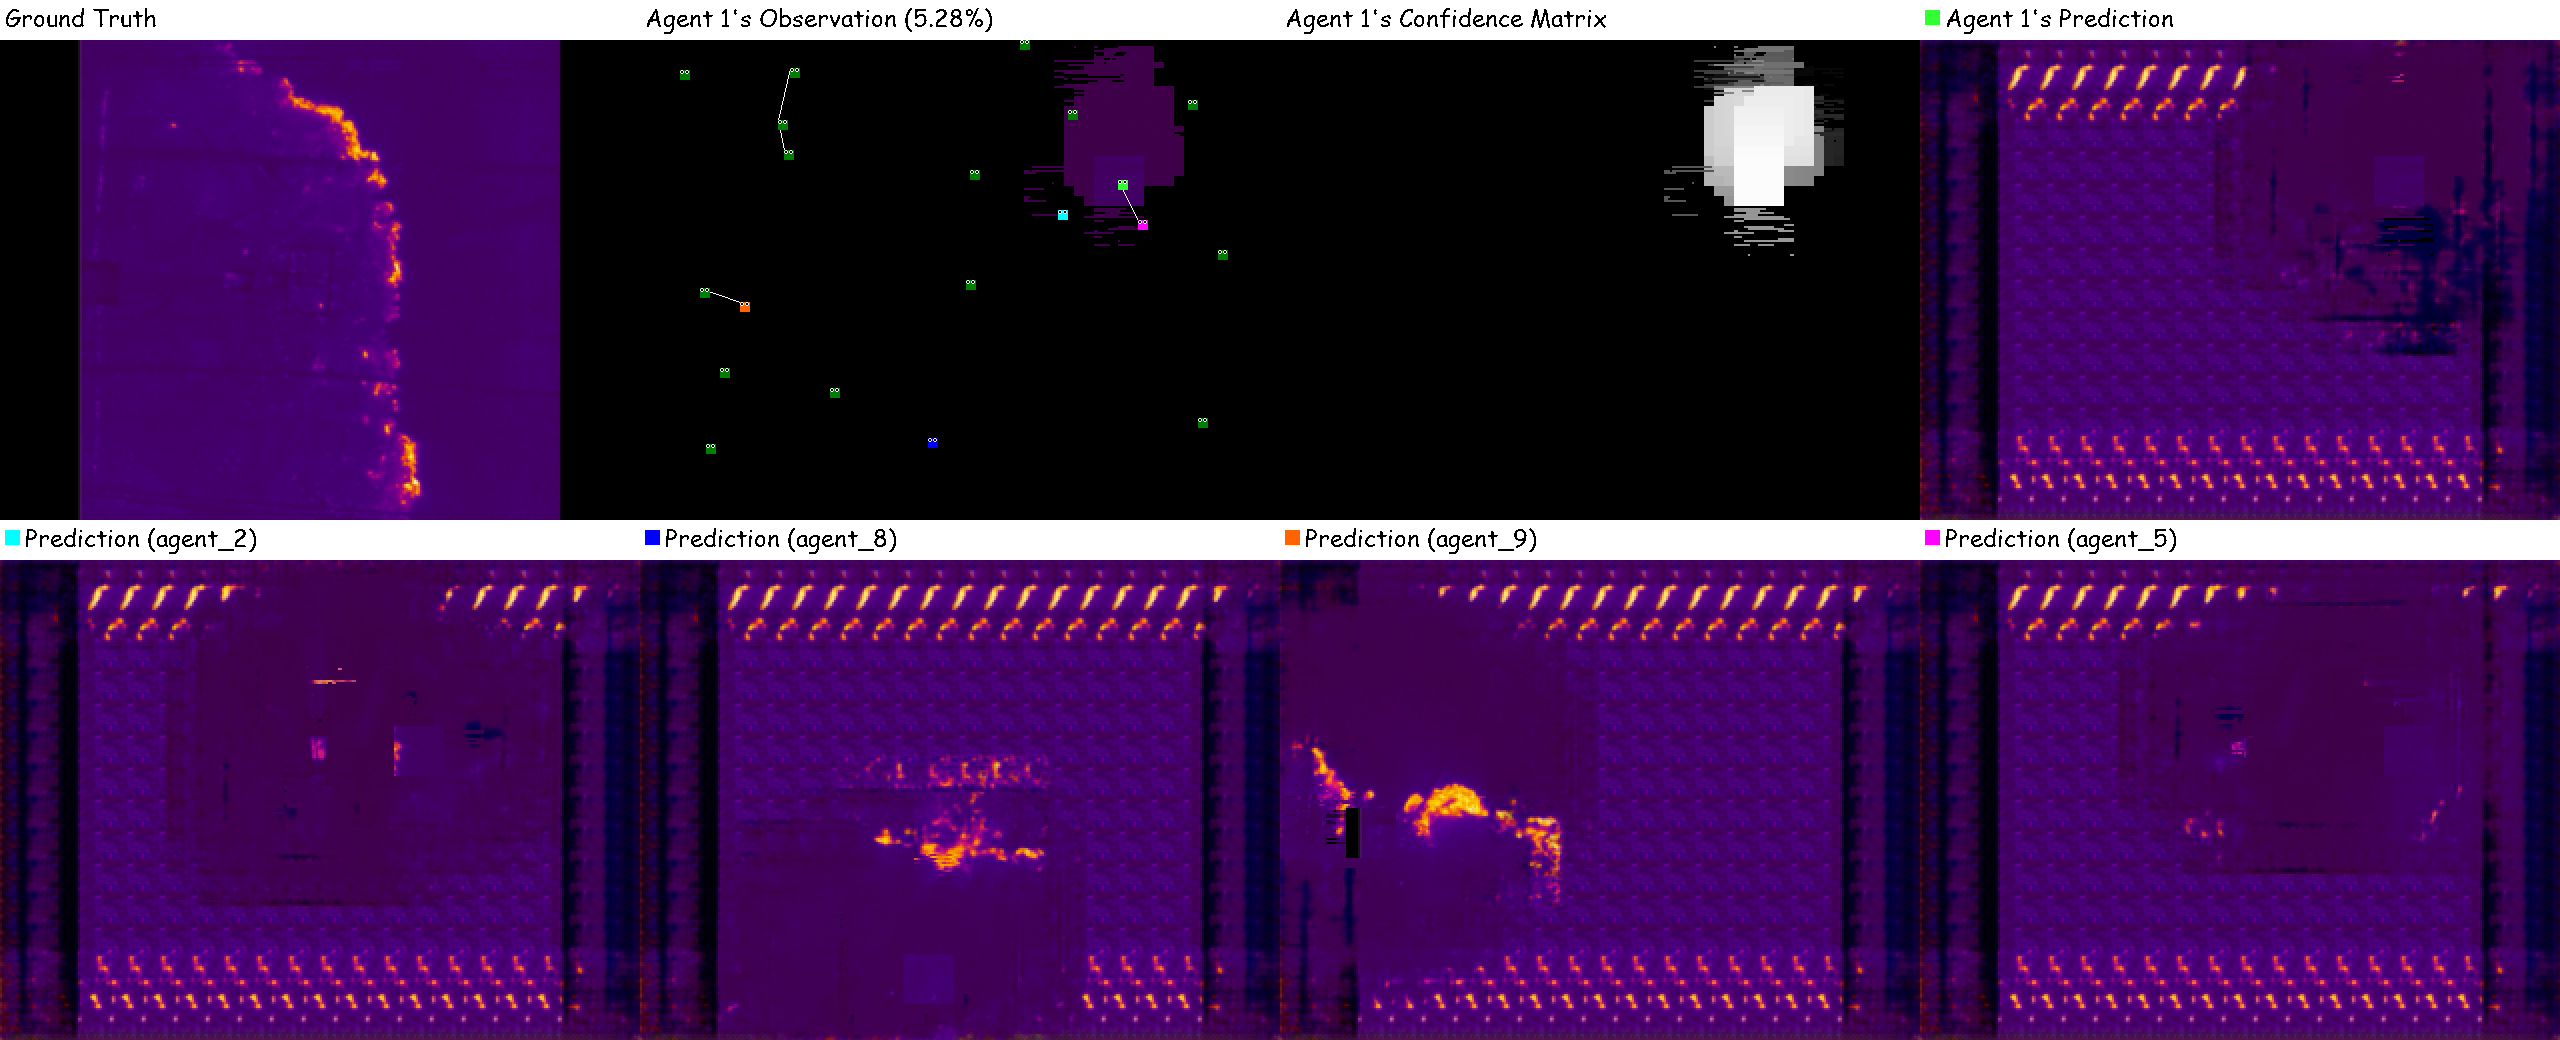 Ground Truth
Agent 1's Observation (5.28%)
Agent 1's Confidence Matrix
Agent 1's Prediction
Prediction (agent_2)
Prediction (agent_8)
Prediction (agent_9)
Prediction (agent_5)